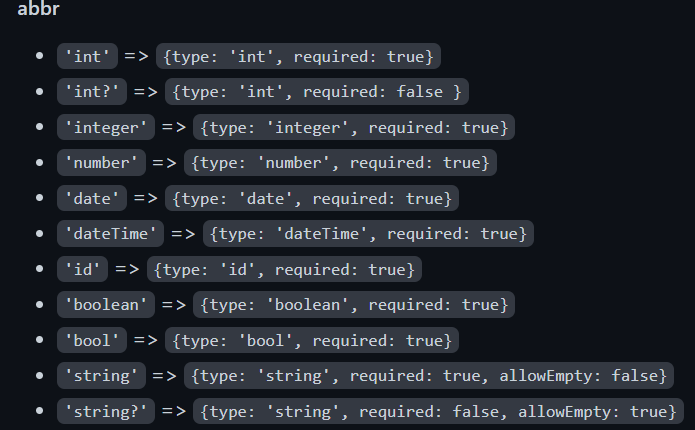 abbr
'int' => {type: 'int', required: true}
'int?' => {type: 'int', required: false }
'integer' => {type: 'integer', required: true}
'number' => {type: 'number', required: true}
'date' => {type: 'date', required: true}
'dateTime' => {type: 'dateTime', required: true}
'id' => {type: 'id', required: true}
'boolean' => {type: 'boolean', required: true}
'bool' => {type: 'bool', required: true}
'string' => {type: 'string', required: true, allowEmpty: false}
'string?' => {type: 'string', required: false, allowEmpty: true}